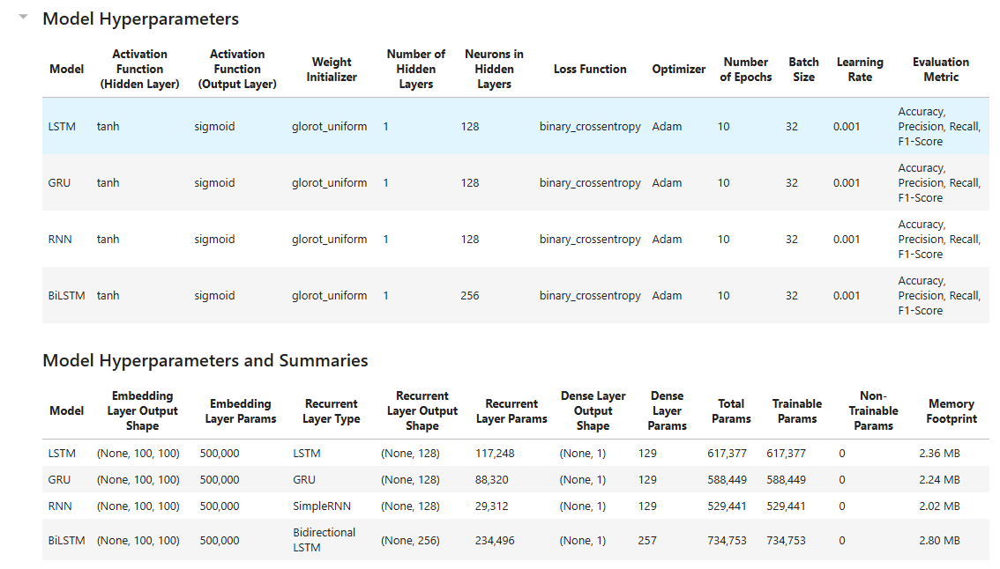 Model Hyperparameters
Model Activation Function (Hidden Layer) Activation Function (Output Layer) Weight Initializer Number of Hidden Layers Neurons in Hidden Layers Loss Function Optimizer Number of Epochs Batch Size Learning Rate Evaluation Metric
LSTM tanh sigmoid glorot_uniform 1 128 binary_crossentropy Adam 10 32 0.001 Accuracy, Precision, Recall, F1-Score
GRU tanh sigmoid glorot_uniform 1 128 binary_crossentropy Adam 10 32 0.001 Accuracy, Precision, Recall, F1-Score
RNN tanh sigmoid glorot_uniform 1 128 binary_crossentropy Adam 10 32 0.001 Accuracy, Precision, Recall, F1-Score
BiLSTM tanh sigmoid glorot_uniform 1 256 binary_crossentropy Adam 10 32 0.001 Accuracy, Precision, Recall, F1-Score
Model Hyperparameters and Summaries
Model Embedding Layer Output Shape Embedding Layer Params Recurrent Layer Type Recurrent Layer Output Shape Recurrent Layer Params Dense Layer Output Shape Dense Layer Params Total Params Trainable Params Non-Trainable Params Memory Footprint
LSTM (None, 100, 100) 500,000 LSTM (None, 128) 117,248 (None, 1) 129 617,377 617,377 0 2.36 MB
GRU (None, 100, 100) 500,000 GRU (None, 128) 88,320 (None, 1) 129 588,449 588,449 0 2.24 MB
RNN (None, 100, 100) 500,000 SimpleRNN (None, 128) 29,312 (None, 1) 129 529,441 529,441 0 2.02 MB
BiLSTM (None, 100, 100) 500,000 Bidirectional LSTM (None, 256) 234,496 (None, 1) 257 734,753 734,753 0 2.80 MB